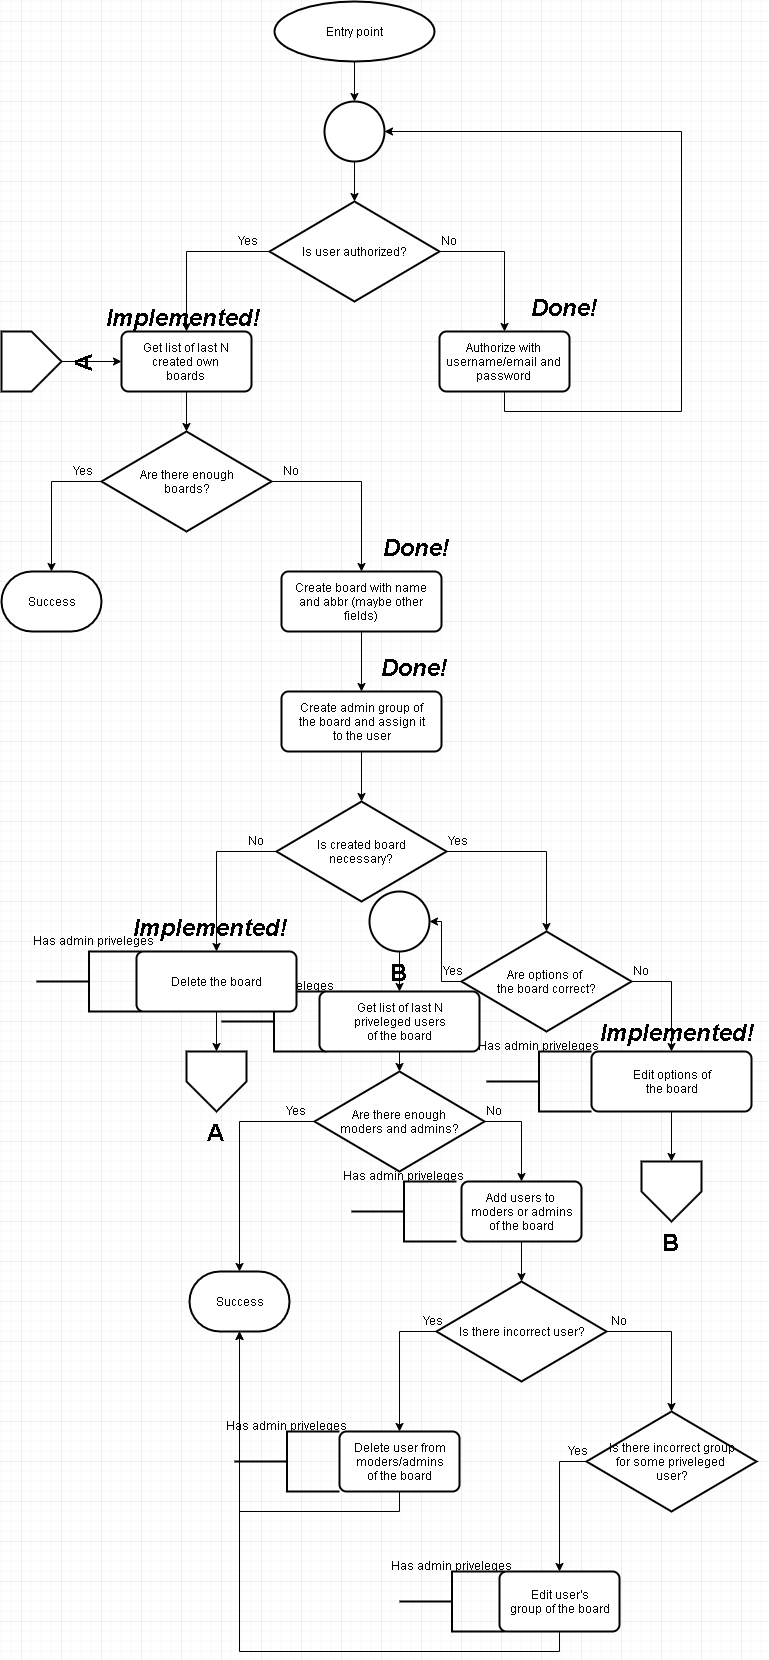 Entry point
Is user authorized?
Yes
No
Implemented!
Done!
A
Get list of last N
created own
boards
Authorize with
username/email and
password
Yes
Are there enough
boards?
No
Done!
Success
Create board with name
and abbr (maybe other
fields)
Done!
Create admin group of
the board and assign it
to the user
No
Is created board
necessary?
Yes
Implemented!
Has admin priveleges
Delete the board
B
Yes
Are options of
the board correct?
No
veleges
Get list of last N
priveleged users
of the board
Implemented!
Has admin priveleges
Edit options of
the board
A
Yes
Are there enough
moders and admins?
No
Has admin priveleges
Add users to
moders or admins
of the board
B
Success
Yes
Is there incorrect user?
No
Has admin priveleges
Delete user from
moders/admins
of the board
Yes
Is there incorrect group
for some priveleged
user?
Has admin priveleges
Edit user's
group of the board